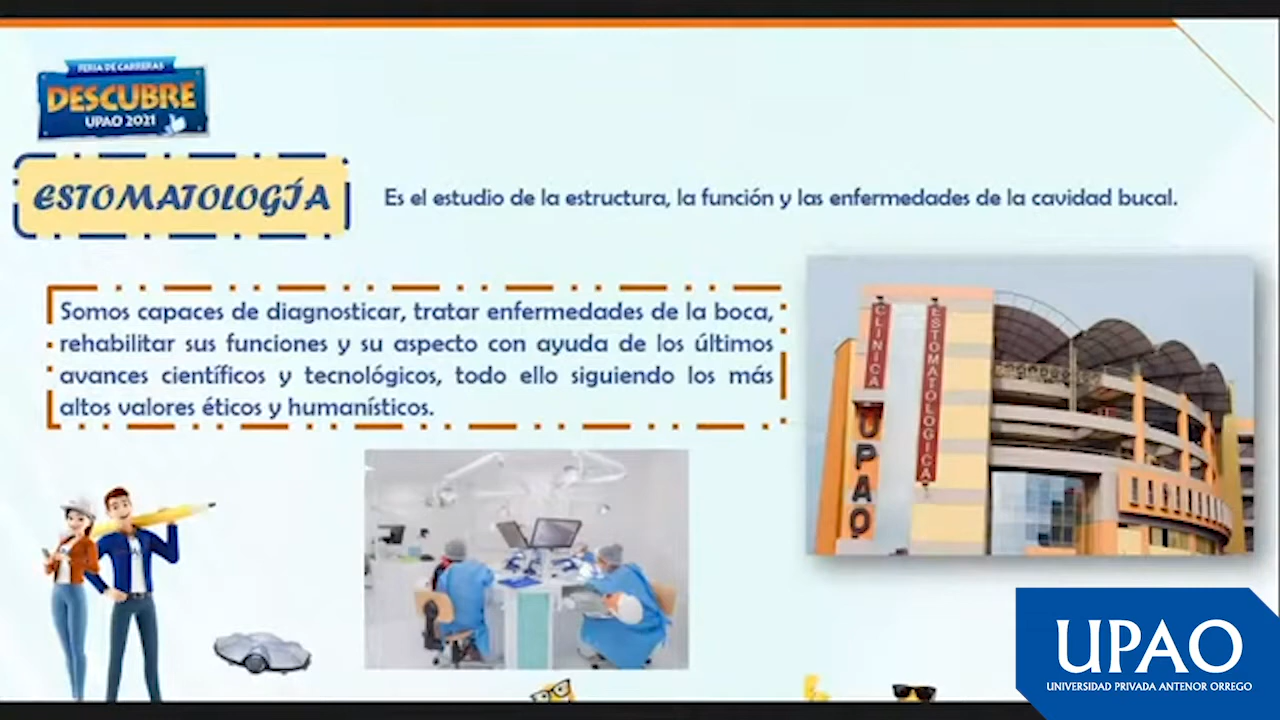 FERIA DE CARRERAS
DESCUBRE
UPAO 2021
ESTOMATOLOGÍA
Es el estudio de la estructura, la función y las enfermedades de la cavidad bucal.
Somos capaces de diagnosticar, tratar enfermedades de la boca,
rehabilitar sus funciones y su aspecto con ayuda de los últimos
avances científicos y tecnológicos, todo ello siguiendo los más
altos valores éticos y humanísticos.
CLINICA
ESTOMATOLOGICA
UPAO
UPAO
UNIVERSIDAD PRIVADA ANTENOR ORREGO